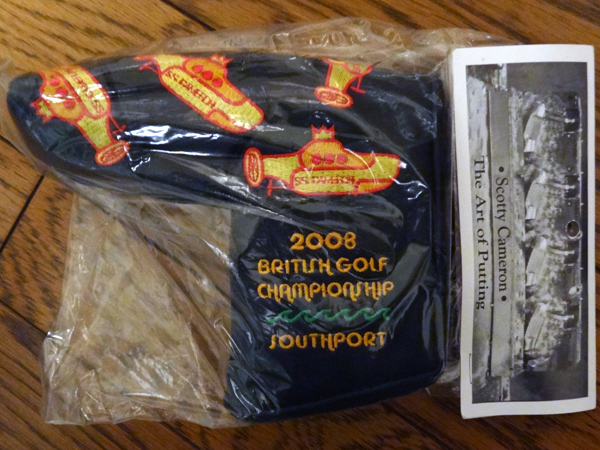 2008
BRITISH GOLF
CHAMPIONSHIP
SOUTHPORT
• Scotty Cameron •
The Art of Putting